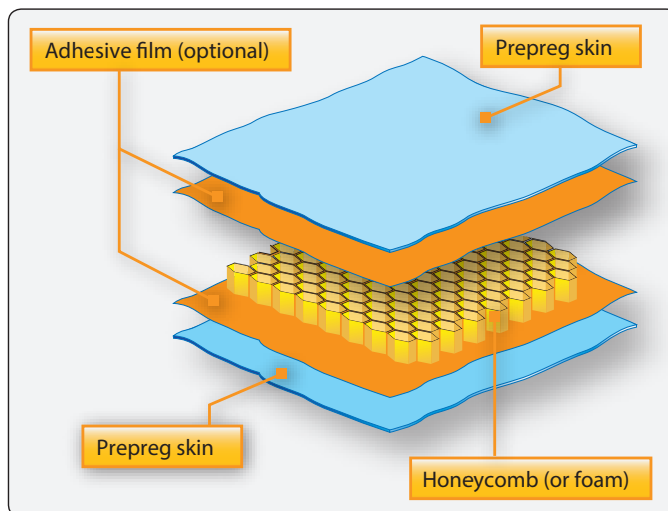 Adhesive film (optional)
Prepreg skin
Prepreg skin
Honeycomb (or foam)